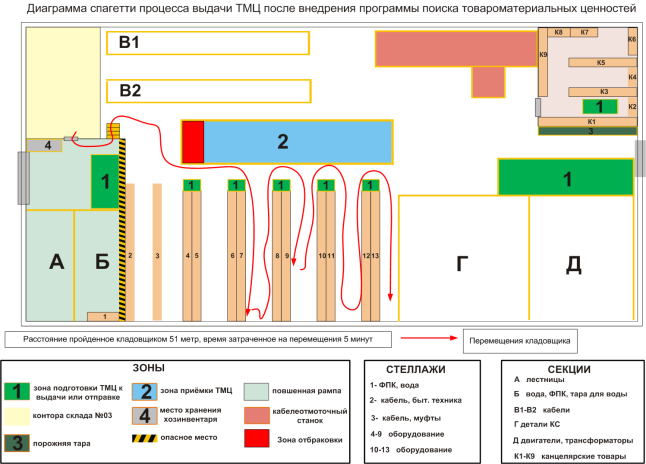 Диаграмма спагетти процесса выдачи ТМЦ после внедрения программы поиска товароматериальных ценностей
В1
В2
К8 К7
К9
К6
К5
К4
К3
1
К2
К1
3
4
2
1
1
1 1 1 1 1
А
Б
2
3
4 5
6 7
8 9
10 11
12 13
Г
Д
1
Расстояние пройденное кладовщиком 51 метр, время затраченное на перемещения 5 минут
Перемещения кладовщика
ЗОНЫ
1 зона подготовки ТМЦ к выдачи или отправке
2 зона приёмки ТМЦ
повшенная рампа
контора склада №03
4 место хранения хозинвентаря
кабелеотмоточный станок
3 порожняя тара
опасное место
Зона отбраковки
СТЕЛЛАЖИ
1- ФПК, вода
2- кабель, быт. техника
3- кабель, муфты
4-9 оборудование
10-13 оборудование
СЕКЦИИ
А лестницы
Б вода, ФПК, тара для воды
В1-В2 кабели
Г детали КС
Д двигатели, трансформаторы
К1-К9 канцелярские товары